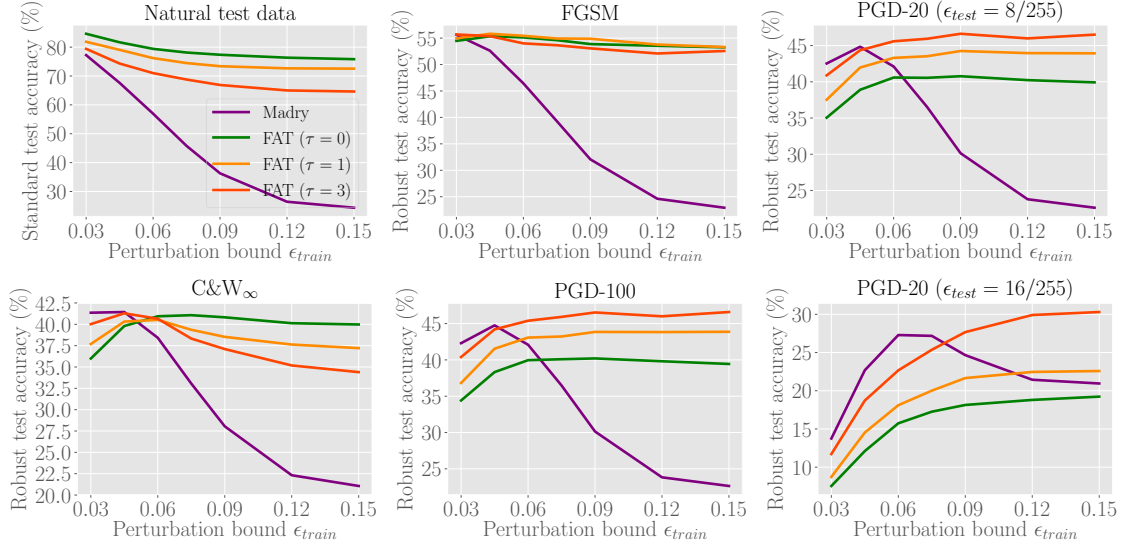 Natural test data
Standard test accuracy (%)
80
70
60
50
40
30
0.03 0.06 0.09 0.12 0.15
Perturbation bound ϵtrain
Madry
FAT (τ = 0)
FAT (τ = 1)
FAT (τ = 3)
FGSM
Robust test accuracy (%)
55
50
45
40
35
30
25
0.03 0.06 0.09 0.12 0.15
Perturbation bound ϵtrain
PGD-20 (ϵtest = 8/255)
Robust test accuracy (%)
45
40
35
30
25
0.03 0.06 0.09 0.12 0.15
Perturbation bound ϵtrain
C&W∞
Robust test accuracy (%)
42.5
40.0
37.5
35.0
32.5
30.0
27.5
25.0
22.5
20.0
0.03 0.06 0.09 0.12 0.15
Perturbation bound ϵtrain
PGD-100
Robust test accuracy (%)
45
40
35
30
25
0.03 0.06 0.09 0.12 0.15
Perturbation bound ϵtrain
PGD-20 (ϵtest = 16/255)
Robust test accuracy (%)
30
25
20
15
10
0.03 0.06 0.09 0.12 0.15
Perturbation bound ϵtrain